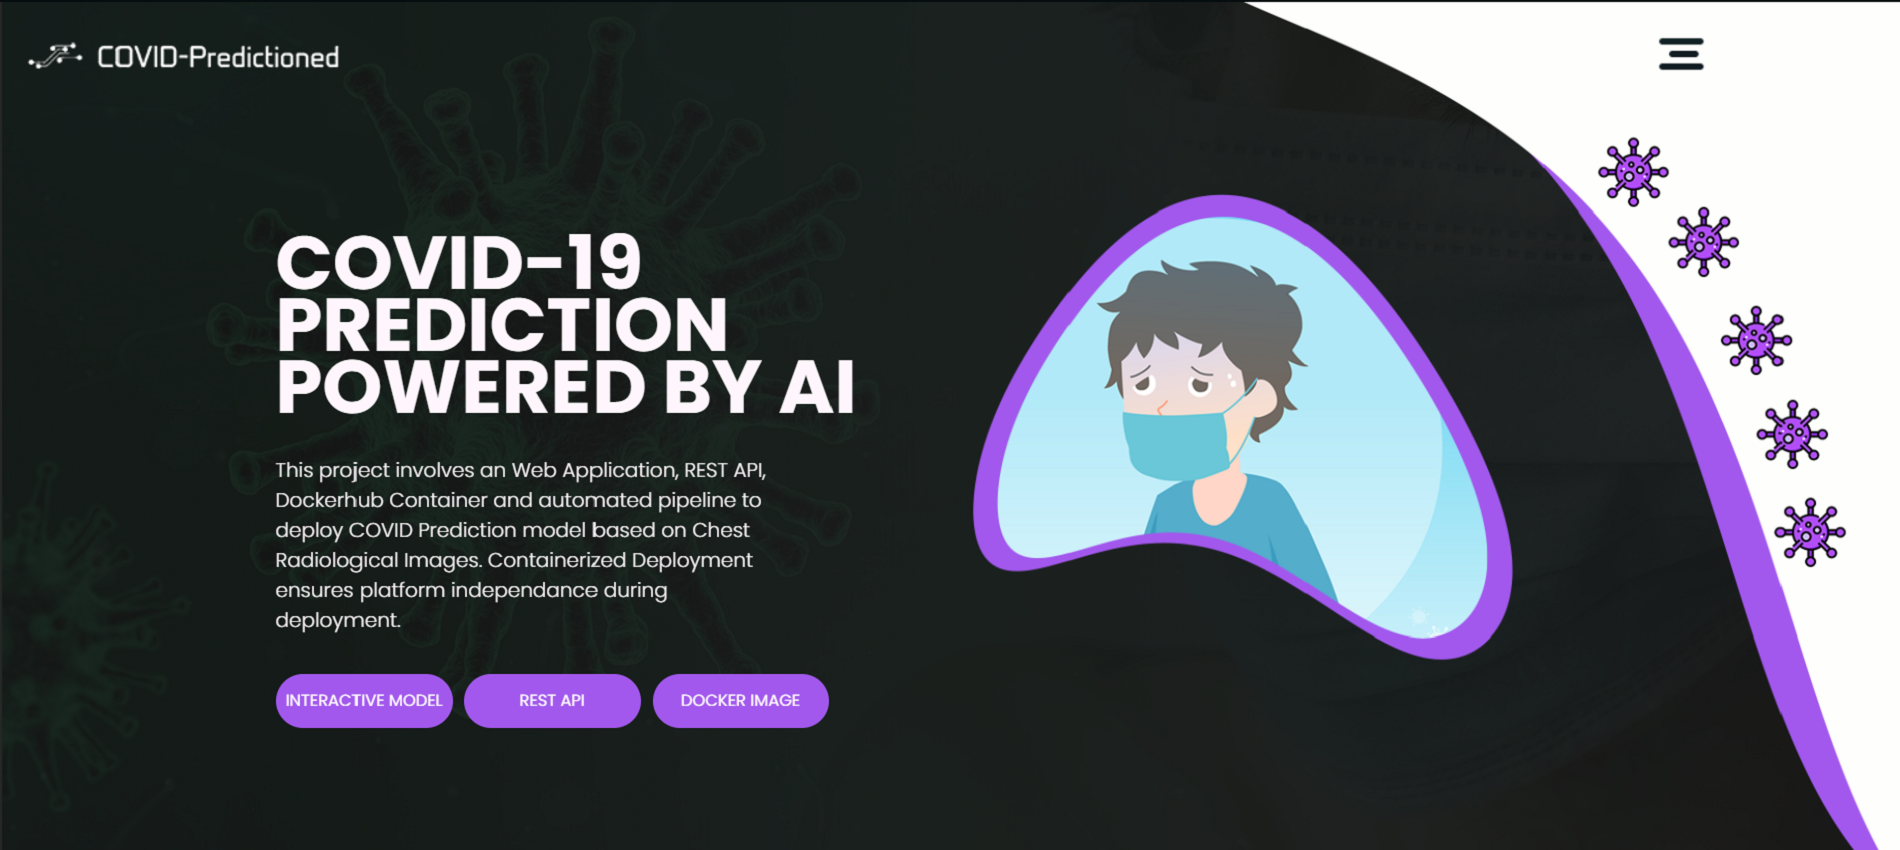 COVID-Predictioned
COVID-19
PREDICTION
POWERED BY AI
This project involves an Web Application, REST API,
Dockerhub Container and automated pipeline to
deploy COVID Prediction model based on Chest
Radiological Images. Containerized Deployment
ensures platform independance during
deployment.
INTERACTIVE MODEL
REST API
DOCKER IMAGE